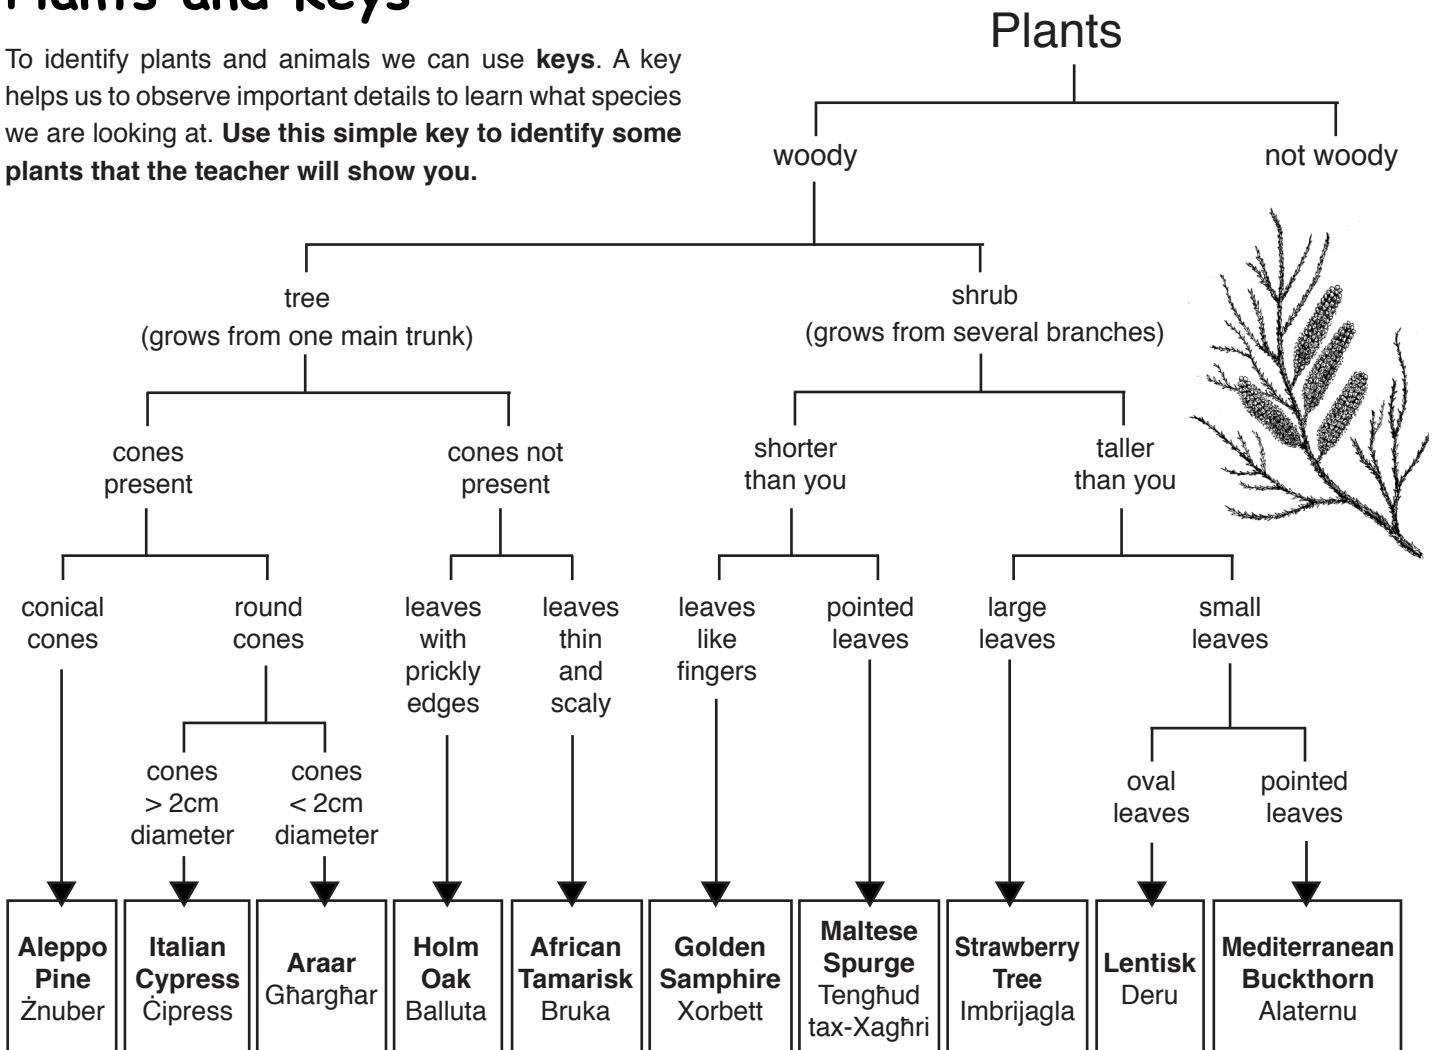 Plants and Keys
To identify plants and animals we can use keys. A key
helps us to observe important details to learn what species
we are looking at. Use this simple key to identify some
plants that the teacher will show you.
Plants
woody
not woody
tree
(grows from one main trunk)
shrub
(grows from several branches)
cones
present
cones not
present
shorter
than you
taller
than you
conical
cones
round
cones
leaves
with
prickly
edges
leaves
thin
and
scaly
leaves
like
fingers
pointed
leaves
large
leaves
small
leaves
cones
> 2cm
diameter
cones
< 2cm
diameter
oval
leaves
pointed
leaves
Aleppo
Pine
Żnuber
Italian
Cypress
Ċipress
Araar
Għargħar
Holm
Oak
Balluta
African
Tamarisk
Bruka
Golden
Samphire
Xorbett
Maltese
Spurge
Tengħud
tax-Xagħri
Strawberry
Tree
Imbrijagla
Lentisk
Deru
Mediterranean
Buckthorn
Alaternu